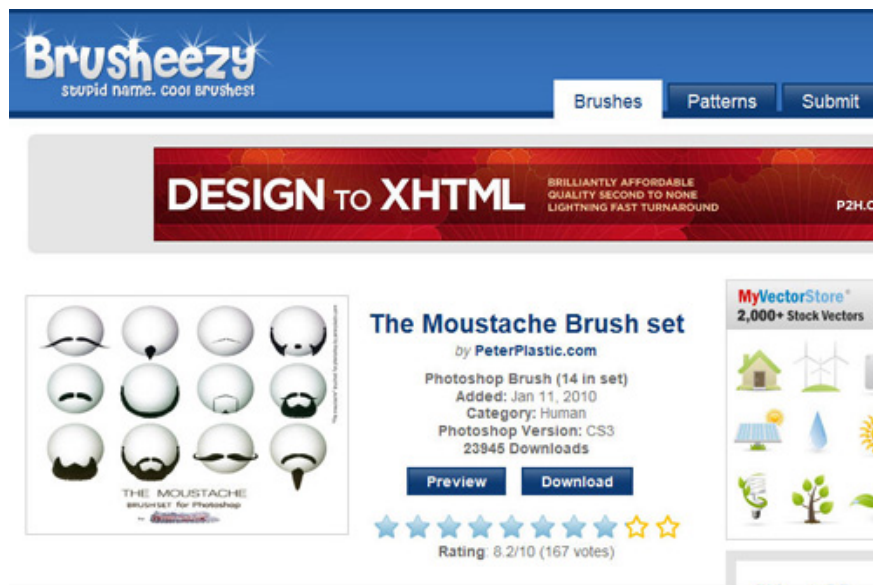 Brusheezy
stupid name. cool brushes!
Brushes
Patterns
Submit
DESIGN TO XHTML
BRILLIANTLY AFFORDABLE
QUALITY SECOND TO NONE
LIGHTNING FAST TURNAROUND
P2H.C
MyVectorStore®
2,000+ Stock Vectors
THE MOUSTACHE
BRUSHSET for Photoshop
by
The Moustache Brush set
by PeterPlastic.com
Photoshop Brush (14 in set)
Added: Jan 11, 2010
Category: Human
Photoshop Version: CS3
23945 Downloads
Preview
Download
Rating: 8.2/10 (167 votes)